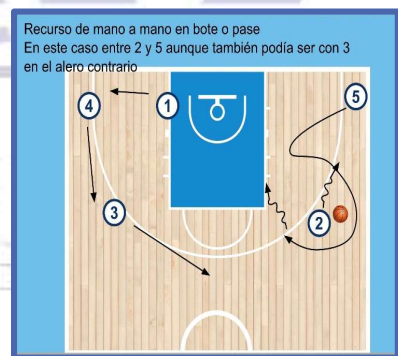 Recurso de mano a mano en bote o pase
En este caso entre 2 y 5 aunque también podía ser con 3
en el alero contrario
5
4
1
3
2